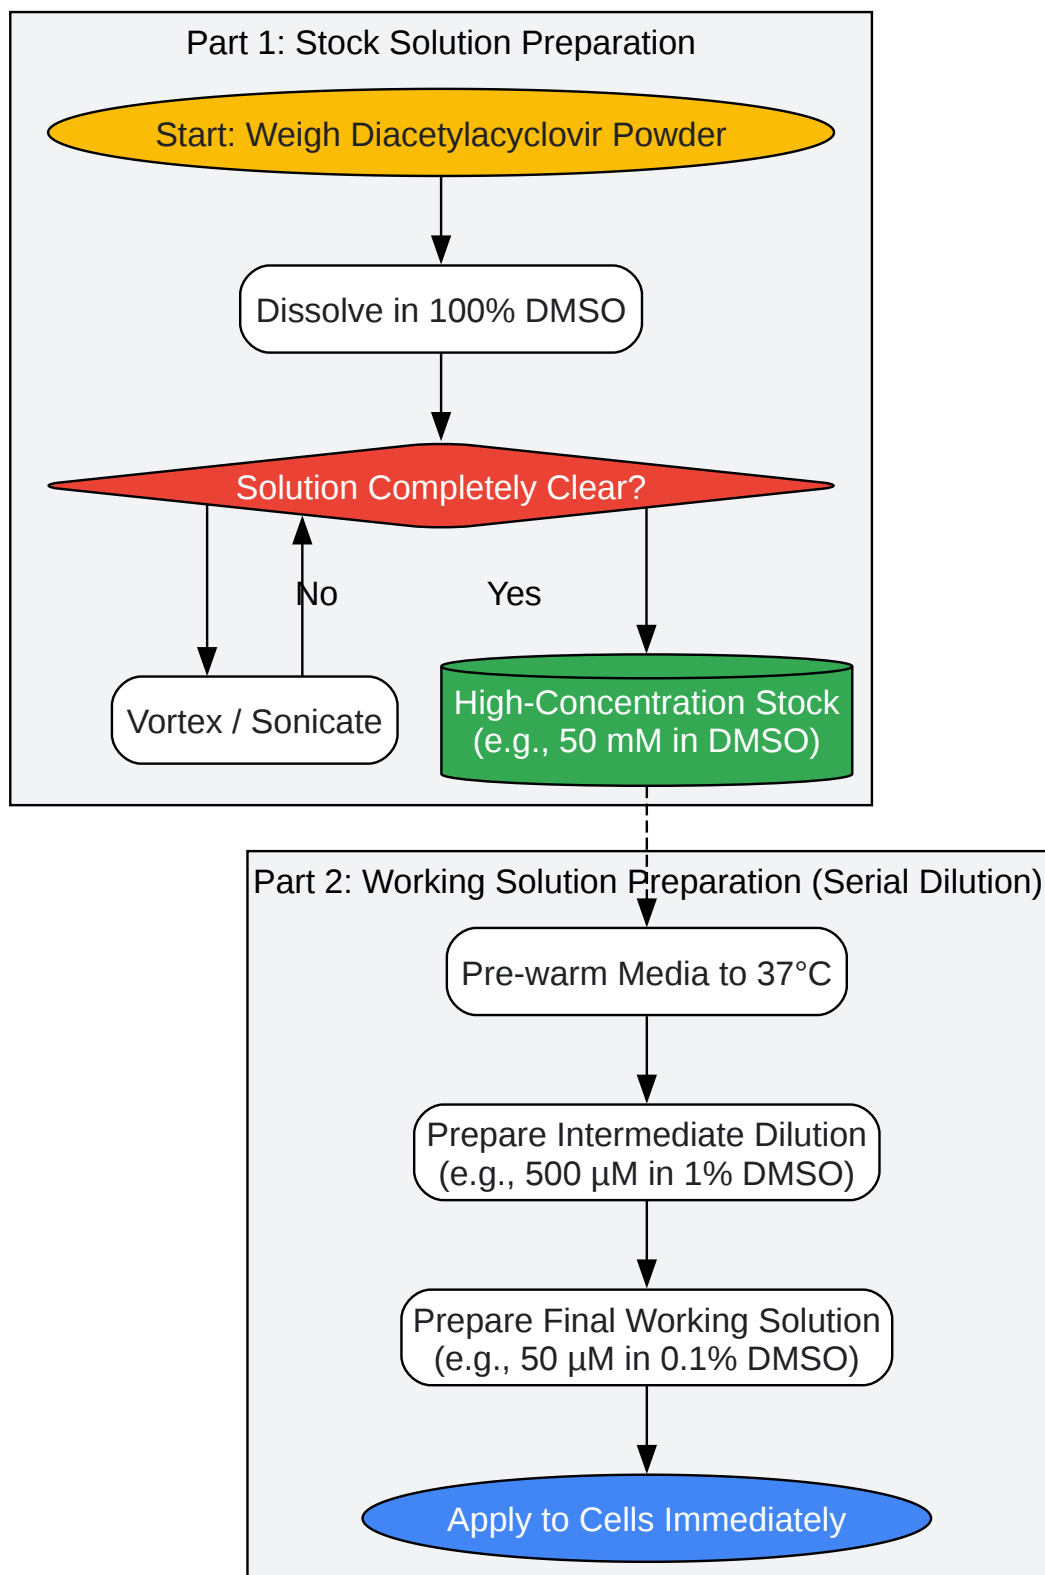 Part 1: Stock Solution Preparation
Start: Weigh Diacetylacyclovir Powder
Dissolve in 100% DMSO
Solution Completely Clear?
No
Yes
Vortex / Sonicate
High-Concentration Stock
(e.g., 50 mM in DMSO)
Part 2: Working Solution Preparation (Serial Dilution)
Pre-warm Media to 37°C
Prepare Intermediate Dilution
(e.g., 500 µM in 1% DMSO)
Prepare Final Working Solution
(e.g., 50 µM in 0.1% DMSO)
Apply to Cells Immediately